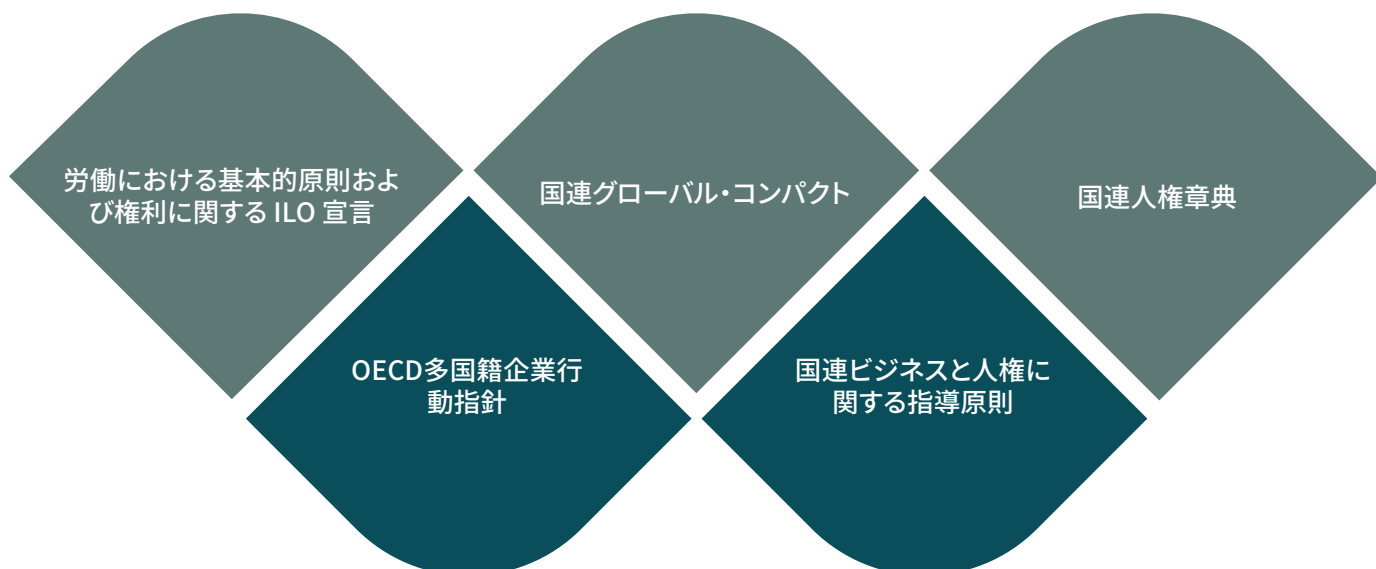 労働における基本的原則およ
び権利に関する ILO 宣言
国連グローバル・コンパクト
国連人権章典
OECD多国籍企業行
動指針
国連ビジネスと人権に
関する指導原則